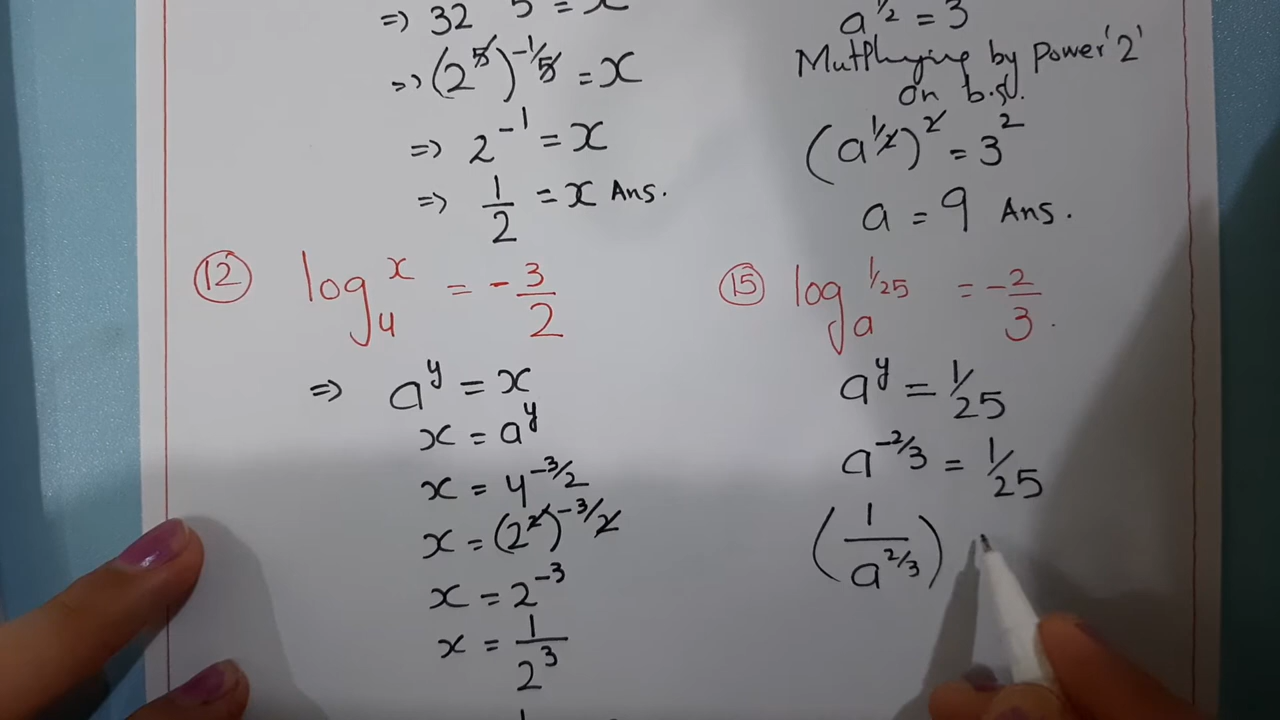 => 32 5 = x
=> (2^5)^-1/5 = x
=> 2^-1 = x
=> 1/2 = x Ans.
(12) log_4 x = -3/2
=> a^y = x
x = a^y
x = 4^-3/2
x = (2^2)^-3/2
x = 2^-3
x = 1/2^3
1
a^1/2 = 3
Mutplhying by Power '2'
on b.s.
(a^1/2)^2 = 3^2
a = 9 Ans.
(15) log_a 1/25 = -2/3.
a^y = 1/25
a^-2/3 = 1/25
(1/a^2/3)